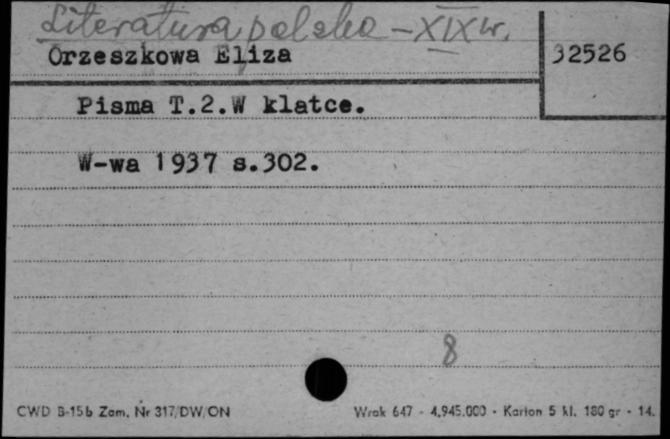 Literatura polska - XIX w.
Orzeszkowa Eliza
32526
Pisma T.2.W klatce.
W-wa 1937 s.302.
8
CWD B-15b Zam. Nr 317/DW/ON
Wrak 647 - 4.945.000 - Karton 5 kl. 180 gr - 14.